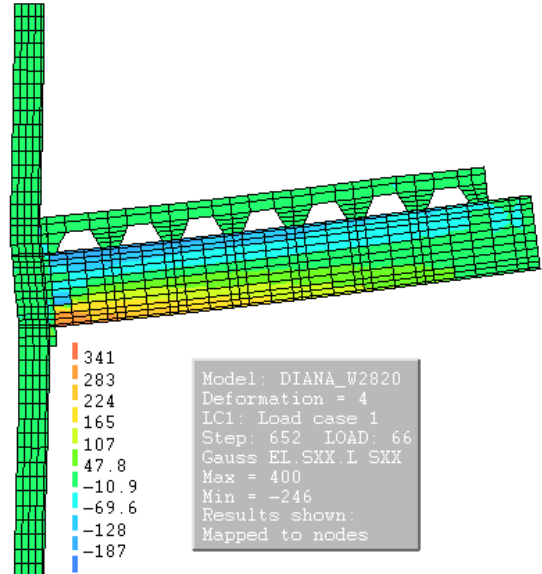 341
283
224
165
107
47.8
-10.9
-69.6
-128
-187
Model: DIANA_W2820
Deformation = 4
LC1: Load case 1
Step: 652 LOAD: 66
Gauss EL.SXX.L SXX
Max = 400
Min = -246
Results shown:
Mapped to nodes